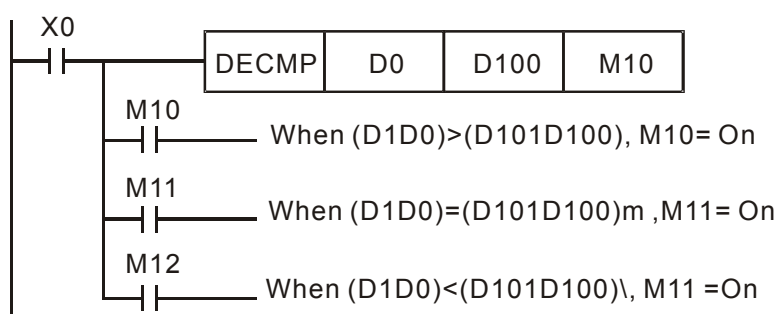 X0
DECMP D0 D100 M10
M10
When (D1D0)>(D101D100), M10= On
M11
When (D1D0)=(D101D100)m ,M11= On
M12
When (D1D0)<(D101D100)\, M11 =On